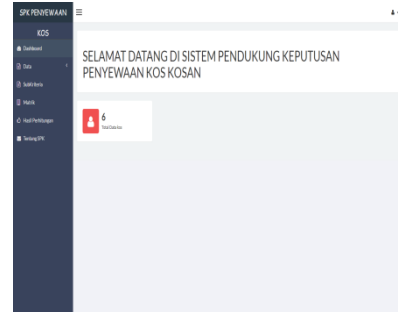 SPK PENYEWAAN
KOS
Dashboard
Data
Subkriteria
Matrik
Hasil Perhitungan
Tentang SPK
SELAMAT DATANG DI SISTEM PENDUKUNG KEPUTUSAN
PENYEWAAN KOS KOSAN
6
Total Data Kos